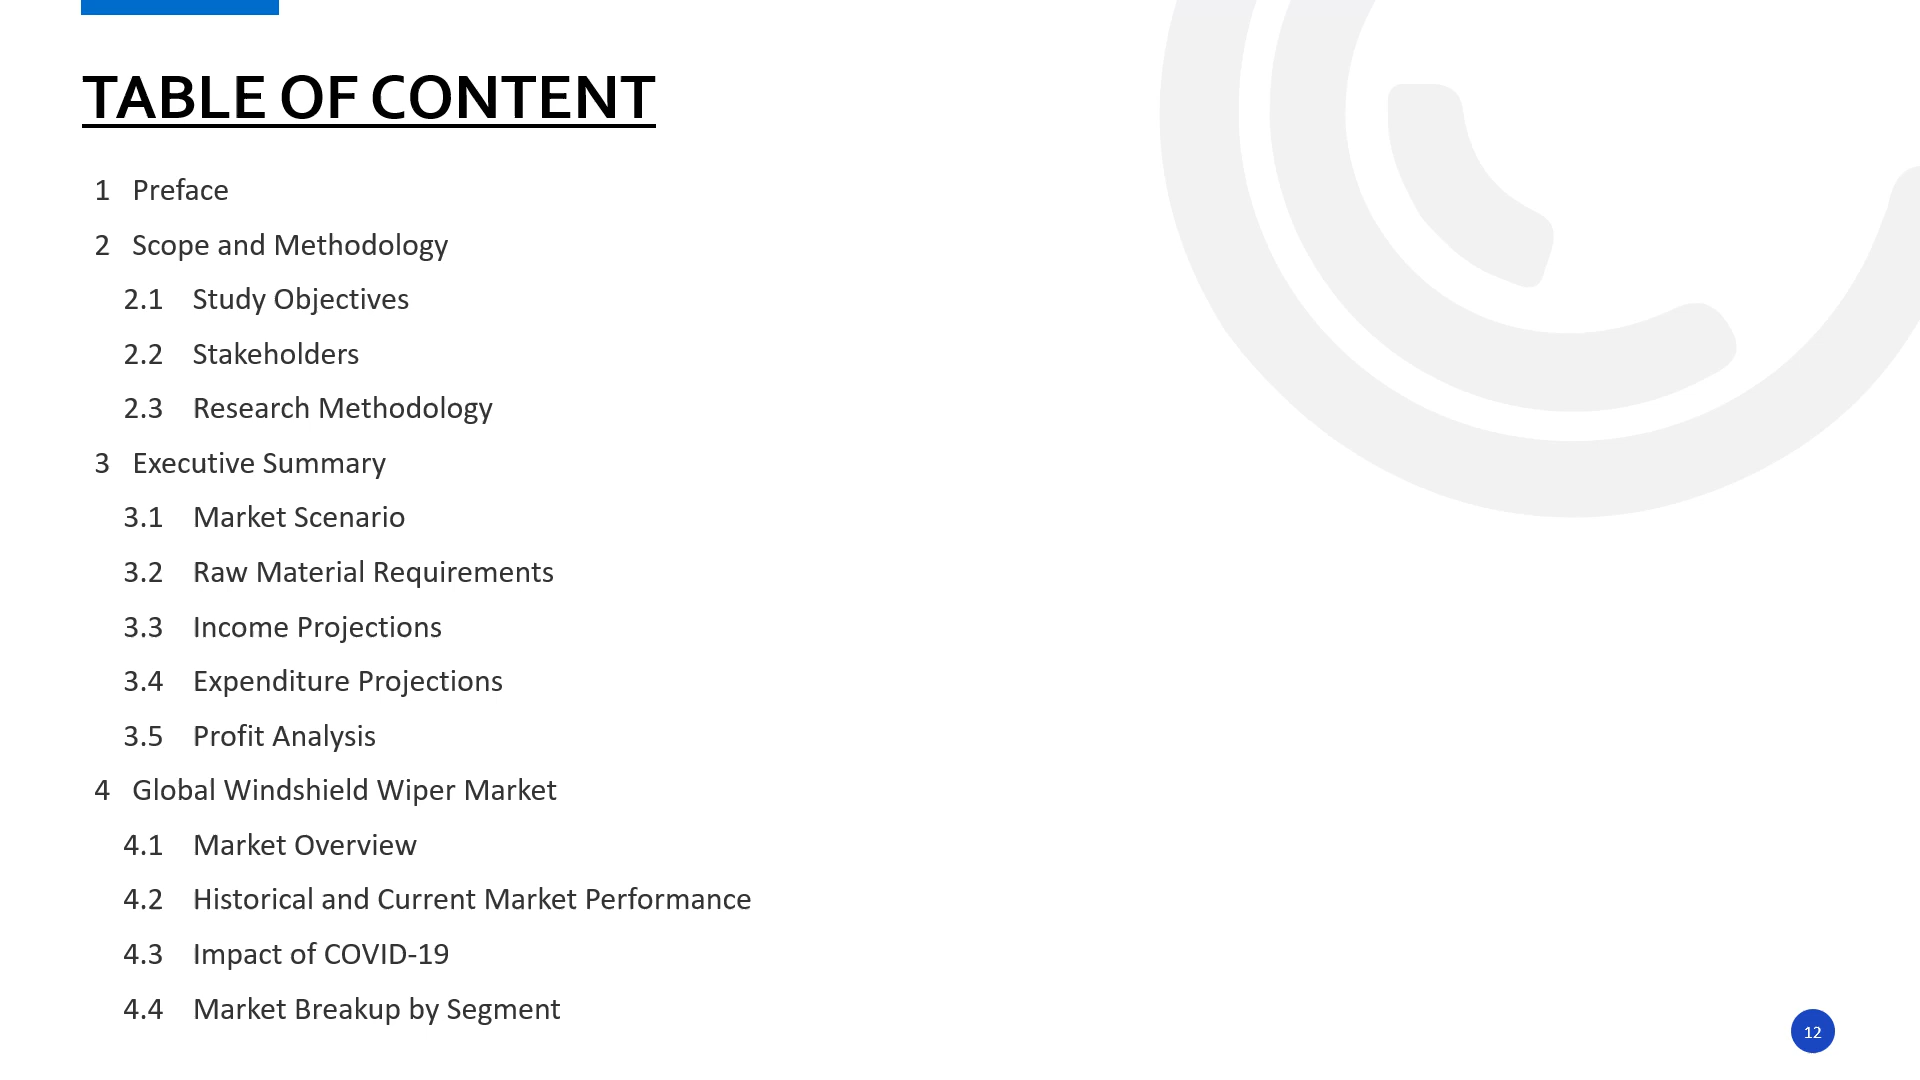 TABLE OF CONTENT
1 Preface
2 Scope and Methodology
2.1 Study Objectives
2.2 Stakeholders
2.3 Research Methodology
3 Executive Summary
3.1 Market Scenario
3.2 Raw Material Requirements
3.3 Income Projections
3.4 Expenditure Projections
3.5 Profit Analysis
4 Global Windshield Wiper Market
4.1 Market Overview
4.2 Historical and Current Market Performance
4.3 Impact of COVID-19
4.4 Market Breakup by Segment
12